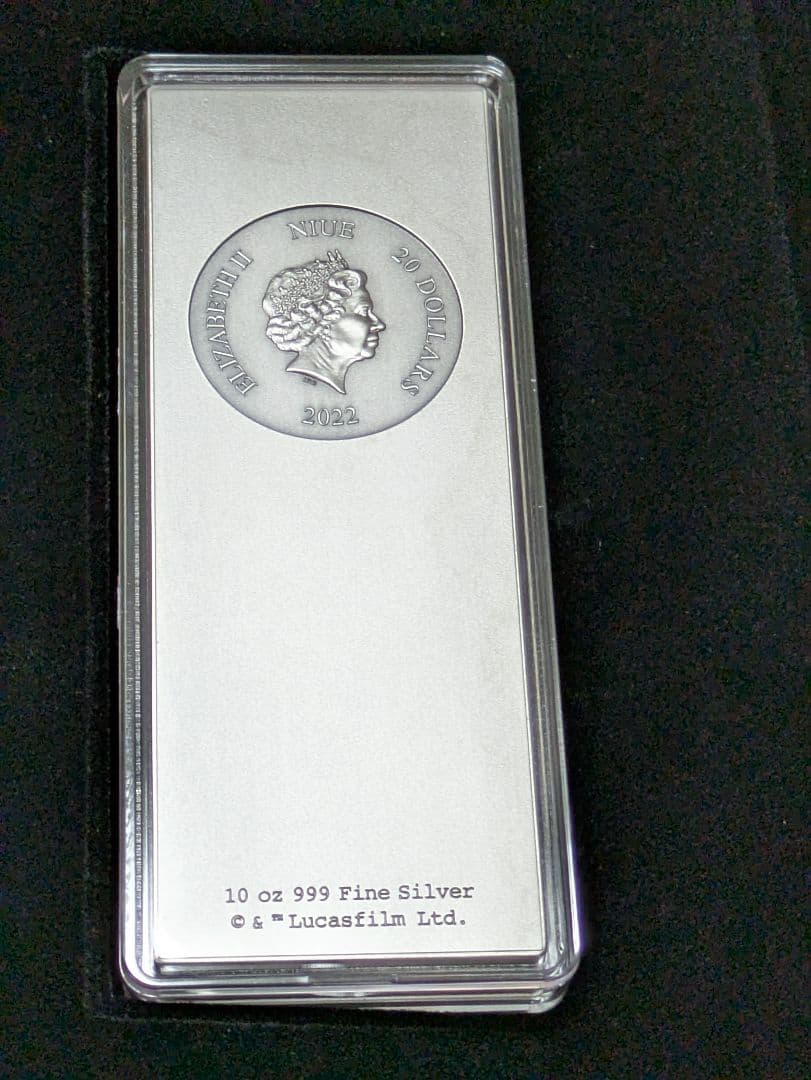 NIUE
ELIZABETH II
20 DOLLARS
2022
10 oz 999 Fine Silver
© & ™ Lucasfilm Ltd.